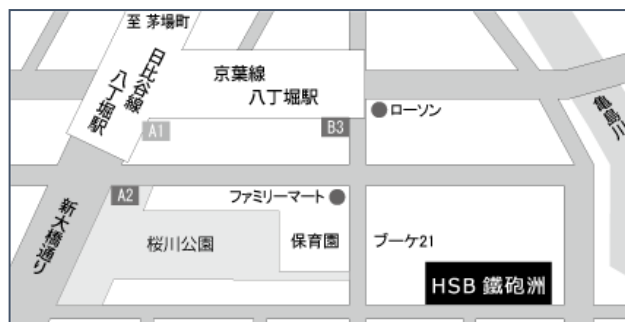 至 茅場町
日比谷線
八丁堀駅
京葉線
八丁堀駅
A1
B3
ローソン
亀島川
A2
ファミリーマート
新大橋通り
桜川公園
保育園
ブーケ21
HSB 鐵砲洲